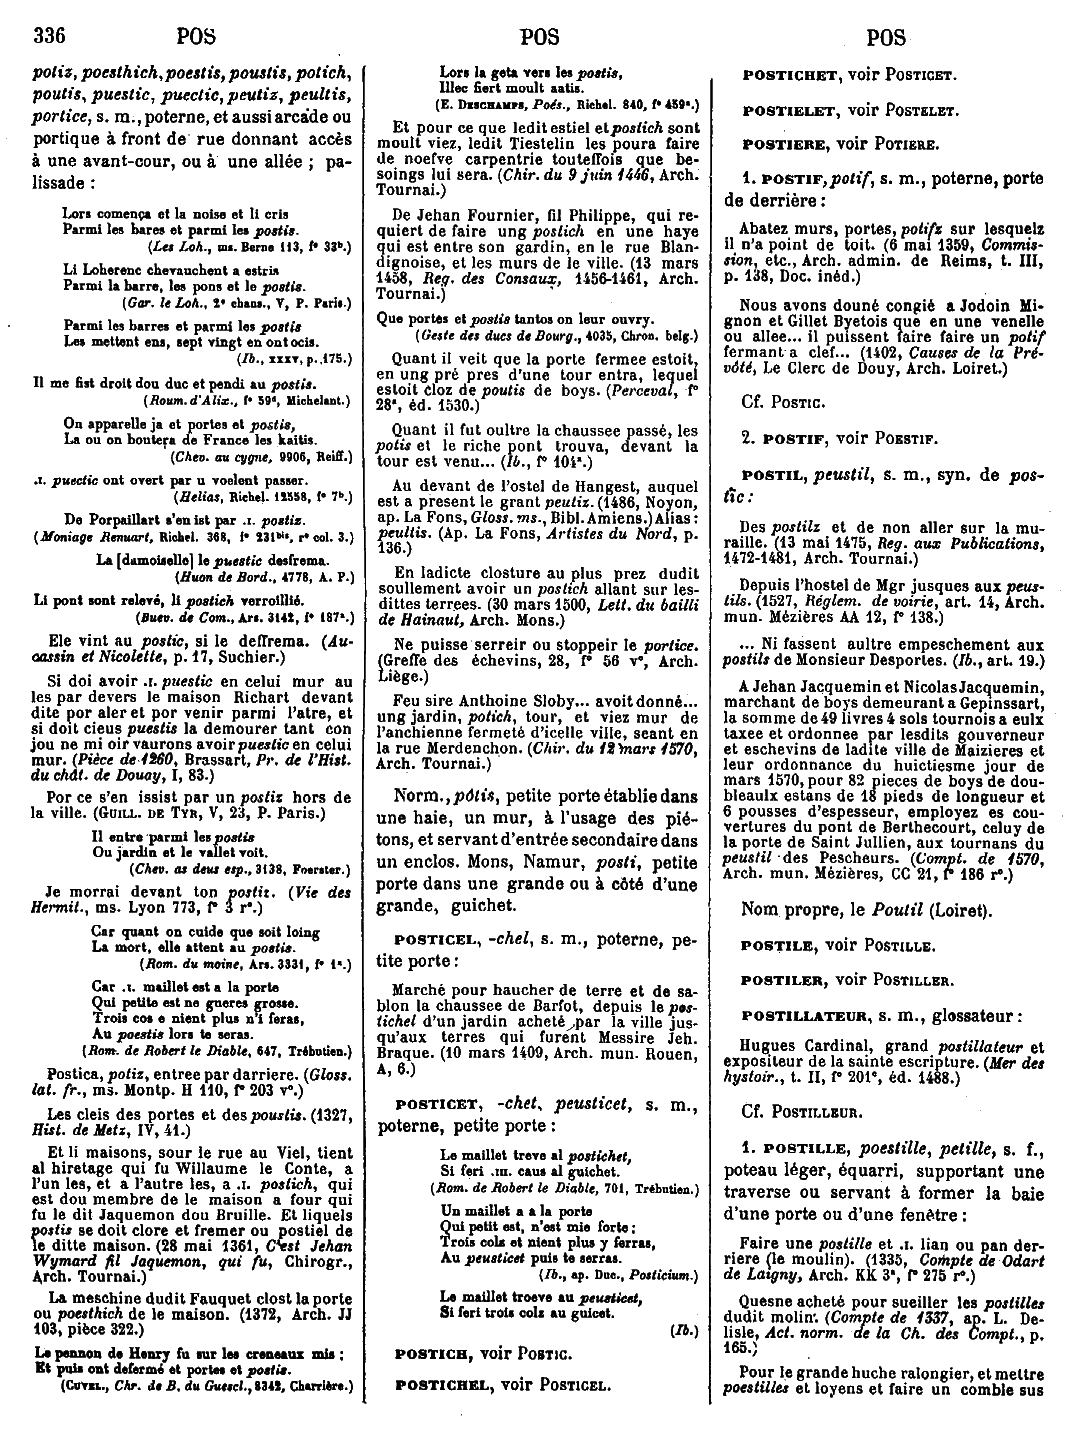 336 POS POS POS
potiz, poesthich, poestis, poustis, potich,
poutis, puestic, puectic, peutiz, peultis,
portice, s. m., poterne, et aussi arcade ou
portique à front de rue donnant accès
à une avant-cour, ou à une allée ; pa-
lissade :
Lors comença et la noise et li cris
Parmi les bares et parmi les postis.
(Les Loh., ms. Berne 113, f° 33ᵇ.)
Li Loherenc chevauchent a estris
Parmi la barre, les pons et le postis.
(Gar. le Loh., 2ᵉ chans., V, P. Paris.)
Parmi les barres et parmi les postis
Les mettent ens, sept vingt en ont ocis.
(Ib., xxxv, p. 175.)
Il me fist droit dou duc et pendi au postis.
(Roum. d'Alix., f° 59ᵈ, Michelant.)
On apparelle ja et portes et postis,
La ou on boutera de France les kaitis.
(Chev. au cygne, 9906, Reiff.)
.I. puectic ont overt par u voelent passer.
(Helias, Richel. 12558, f° 7ᵇ.)
De Porpaillart s'en ist par .I. postiz.
(Moniage Renuart, Richel. 368, f° 231ᵇⁱˢ, r° col. 3.)
La [damoiselle] le puestic desfrema.
(Huon de Bord., 4778, A. P.)
Li pont sont relevé, li postich verroillié.
(Buev. de Com., Ars. 3142, f° 187ᵃ.)
Ele vint au postic, si le deffrema. (Au-
cassin et Nicolette, p. 17, Suchier.)
Si doi avoir .I. puestic en celui mur au
les par devers le maison Richart devant
dite por aler et por venir parmi l'atre, et
si doit cieus puestis la demourer tant con
jou ne mi oir vaurons avoir puestic en celui
mur. (Pièce de 1260, Brassart, Pr. de l'Hist.
du chât. de Douay, I, 83.)
Por ce s'en issist par un postiz hors de
la ville. (GUILL. DE TYR, V, 23, P. Paris.)
Il entre parmi les postis
Ou jardin et le vallet voit.
(Chev. as deus esp., 3138, Foerster.)
Je morrai devant ton postiz. (Vie des
Hermit., ms. Lyon 773, f° 3 r°.)
Car quant on cuide que soit loing
La mort, elle attent au postis.
(Rom. du moine, Ars. 3331, f° 1ᵃ.)
Car .I. maillet est a la porte
Qui petite est ne gueres grosse.
Trois cos e nient plus n'i feras,
Au poestis lors te seras.
(Rom. de Robert le Diable, 647, Trébutien.)
Postica, potiz, entree par darriere. (Gloss.
lat. fr., ms. Montp. H 110, f° 203 v°.)
Les cleis des portes et des poustis. (1327,
Hist. de Metz, IV, 41.)
Et li maisons, sour le rue au Viel, tient
al hiretage qui fu Willaume le Conte, a
l'un les, et a l'autre les, a .I. postich, qui
est dou membre de le maison a four qui
fu le dit Jaquemon dou Bruille. Et liquels
postis se doit clore et fremer ou postiel de
le ditte maison. (28 mai 1361, C'est Jehan
Wymard fil Jaquemon, qui fu, Chirogr.,
Arch. Tournai.)
La meschine dudit Fauquet clost la porte
ou poesthich de le maison. (1372, Arch. JJ
103, pièce 322.)
Le pennon de Henry fu sur les creneaux mis ;
Et puis ont defermé et portes et postis.
(CUVEL., Chr. de B. du Guescl., 8342, Charrière.)
Lors la geta vers les postis,
Illec fiert moult aatis.
(E. DESCHAMPS, Poés., Richel. 840, f° 459ᵃ.)
Et pour ce que ledit estiel et postich sont
moult viez, ledit Tiestelin les poura faire
de noefve carpentrie touteffois que be-
soings lui sera. (Chir. du 9 juin 1446, Arch.
Tournai.)
De Jehan Fournier, fil Philippe, qui re-
quiert de faire ung postich en une haye
qui est entre son gardin, en le rue Blan-
dignoise, et les murs de le ville. (13 mars
1458, Reg. des Consaux, 1456-1461, Arch.
Tournai.)
Que portes et postis tantos on leur ouvry.
(Geste des ducs de Bourg., 4035, Chron. belg.)
Quant il veit que la porte fermee estoit,
en ung pré pres d'une tour entra, lequel
estoit cloz de poutis de boys. (Perceval, f°
28ᵃ, éd. 1530.)
Quant il fut oultre la chaussee passé, les
potis et le riche pont trouva, devant la
tour est venu... (Ib., f° 101ᵃ.)
Au devant de l'ostel de Hangest, auquel
est a present le grant peutiz. (1486, Noyon,
ap. La Fons, Gloss. ms., Bibl. Amiens.) Alias :
peultis. (Ap. La Fons, Artistes du Nord, p.
136.)
En ladicte closture au plus prez dudit
soullement avoir un postich allant sur les-
dittes terrees. (30 mars 1500, Lett. du bailli
de Hainaut, Arch. Mons.)
Ne puisse serreir ou stoppeir le portice.
(Greffe des échevins, 28, f° 56 v°, Arch.
Liège.)
Feu sire Anthoine Sloby... avoit donné...
ung jardin, potich, tour, et viez mur de
l'anchienne fermeté d'icelle ville, seant en
la rue Merdenchon. (Chir. du 12 mars 1570,
Arch. Tournai.)
Norm., pôtis, petite porte établie dans
une haie, un mur, à l'usage des pié-
tons, et servant d'entrée secondaire dans
un enclos. Mons, Namur, posti, petite
porte dans une grande ou à côté d'une
grande, guichet.
POSTICEL, -chel, s. m., poterne, pe-
tite porte :
Marché pour haucher de terre et de sa-
blon la chaussee de Barfot, depuis le pos-
tichel d'un jardin acheté par la ville jus-
qu'aux terres qui furent Messire Jeh.
Braque. (10 mars 1409, Arch. mun. Rouen,
A, 6.)
POSTICET, -chet, peusticet, s. m.,
poterne, petite porte :
Le maillet treve al postichet,
Si feri .III. caus al guichet.
(Rom. de Robert le Diable, 701, Trébutien.)
Un maillet a a la porte
Qui petit est, n'est mie forte ;
Trois cols et nient plus y ferras,
Au peusticet puis te serras.
(Ib., ap. Duc., Posticium.)
Le maillet troeve au peusticet,
Si feri trois cols au guicet.
(Ib.)
POSTICH, voir POSTIC.
POSTICHEL, voir POSTICEL.
POSTICHET, voir POSTICET.
POSTIELET, voir POSTELET.
POSTIERE, voir POTIERE.
1. POSTIF, potif, s. m., poterne, porte
de derrière :
Abatez murs, portes, potifz sur lesquelz
il n'a point de toit. (6 mai 1359, Commis-
sion, etc., Arch. admin. de Reims, t. III,
p. 138, Doc. inéd.)
Nous avons douné congié a Jodoin Mi-
gnon et Gillet Byetois que en une venelle
ou allee... il puissent faire faire un potif
fermant a clef... (1402, Causes de la Pré-
vôté, Le Clerc de Douy, Arch. Loiret.)
Cf. POSTIC.
2. POSTIF, voir POESTIF.
POSTIL, peustil, s. m., syn. de pos-
tic :
Des postilz et de non aller sur la mu-
raille. (13 mai 1475, Reg. aux Publications,
1472-1481, Arch. Tournai.)
Depuis l'hostel de Mgr jusques aux peus-
tils. (1527, Réglem. de voirie, art. 14, Arch.
mun. Mézières AA 12, f° 138.)
... Ni fassent aultre empeschement aux
postils de Monsieur Desportes. (Ib., art. 19.)
A Jehan Jacquemin et Nicolas Jacquemin,
marchant de boys demeurant a Gepinssart,
la somme de 49 livres 4 sols tournois a eulx
taxee et ordonnee par lesdits gouverneur
et eschevins de ladite ville de Maizieres et
leur ordonnance du huictiesme jour de
mars 1570, pour 82 pieces de boys de dou-
bleaulx estans de 18 pieds de longueur et
6 pousses d'espesseur, employez es cou-
vertures du pont de Berthecourt, celuy de
la porte de Saint Jullien, aux tournans du
peustil des Pescheurs. (Compt. de 1570,
Arch. mun. Mézières, CC 21, f° 186 r°.)
Nom propre, le Poutil (Loiret).
POSTILE, voir POSTILLE.
POSTILER, voir POSTILLER.
POSTILLATEUR, s. m., glossateur :
Hugues Cardinal, grand postillateur et
expositeur de la sainte escripture. (Mer des
hystoir., t. II, f° 201ᶜ, éd. 1488.)
Cf. POSTILLEUR.
1. POSTILLE, poestille, petille, s. f.,
poteau léger, équarri, supportant une
traverse ou servant à former la baie
d'une porte ou d'une fenêtre :
Faire une postille et .I. lian ou pan der-
riere (le moulin). (1335, Compte de Odart
de Laigny, Arch. KK 3ᵃ, f° 275 r°.)
Quesne acheté pour sueiller les postilles
dudit molin. (Compte de 1337, ap. L. De-
lisle, Act. norm. de la Ch. des Compt., p.
165.)
Pour le grande huche ralongier, et mettre
poestilles et loyens et faire un comble sus